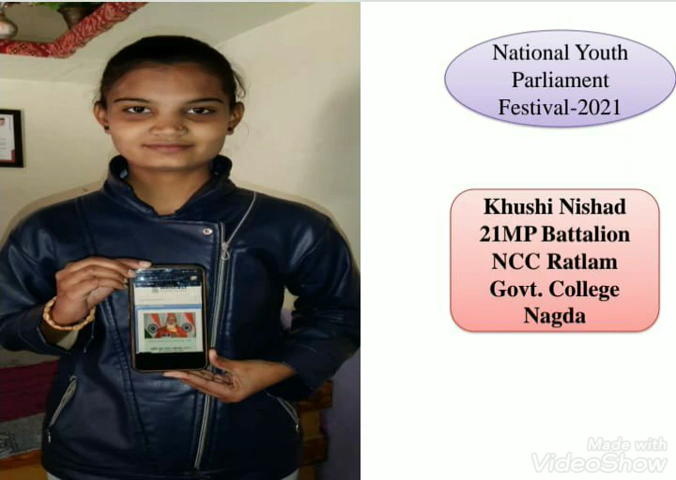 National Youth
Parliament
Festival-2021
Khushi Nishad
21MP Battalion
NCC Ratlam
Govt. College
Nagda
Made with
VideoShow